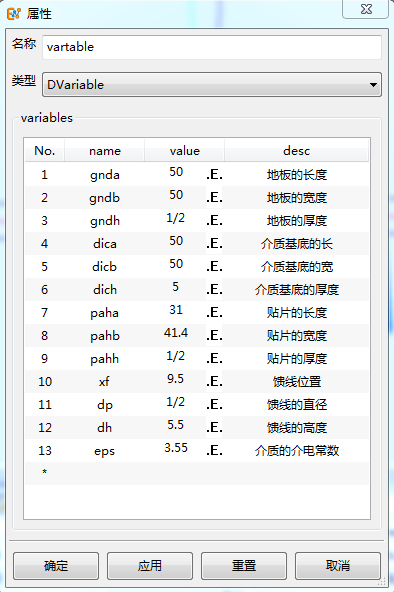 属性
名称 vartable
类型 DVariable
variables
No. name value desc
1 gnda 50 .E. 地板的长度
2 gndb 50 .E. 地板的宽度
3 gndh 1/2 .E. 地板的厚度
4 dica 50 .E. 介质基底的长
5 dicb 50 .E. 介质基底的宽
6 dich 5 .E. 介质基底的厚度
7 paha 31 .E. 贴片的长度
8 pahb 41.4 .E. 贴片的宽度
9 pahh 1/2 .E. 贴片的厚度
10 xf 9.5 .E. 馈线位置
11 dp 1/2 .E. 馈线的直径
12 dh 5.5 .E. 馈线的高度
13 eps 3.55 .E. 介质的介电常数
*
确定 应用 重置 取消